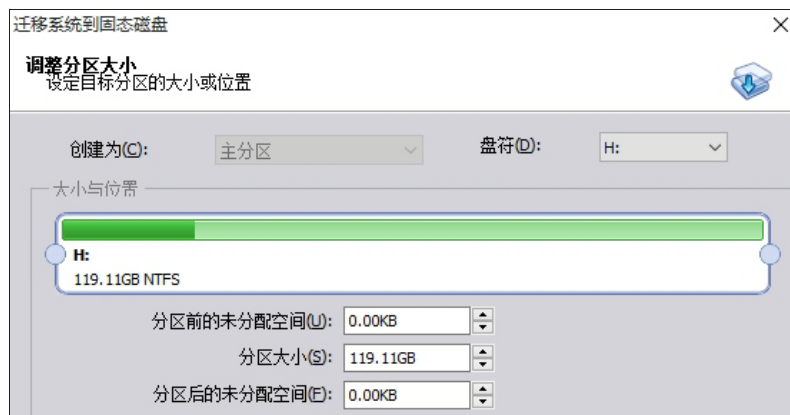 迁移系统到固态磁盘
调整分区大小
设定目标分区的大小或位置
创建为(C): 主分区 盘符(D): H:
大小与位置
H:
119.11GB NTFS
分区前的未分配空间(U): 0.00KB
分区大小(S): 119.11GB
分区后的未分配空间(F): 0.00KB